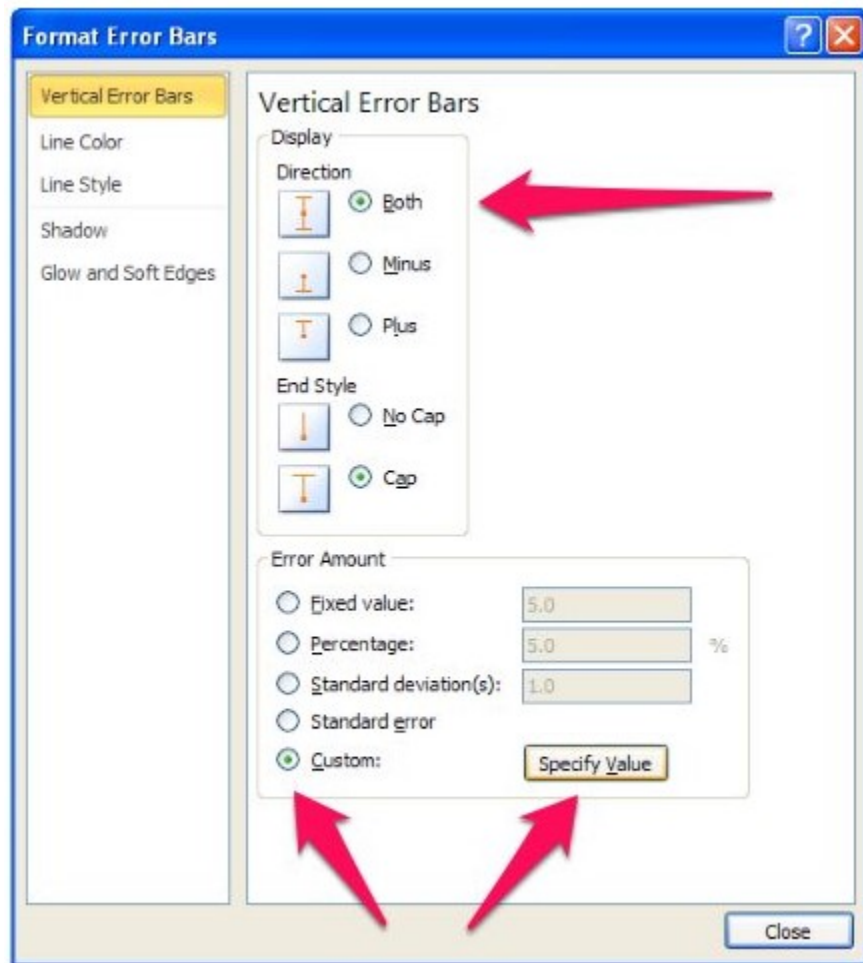 Format Error Bars
Vertical Error Bars
Line Color
Line Style
Shadow
Glow and Soft Edges
Vertical Error Bars
Display
Direction
Both
Minus
Plus
End Style
No Cap
Cap
Error Amount
Fixed value: 5.0
Percentage: 5.0 %
Standard deviation(s): 1.0
Standard error
Custom: Specify Value
Close